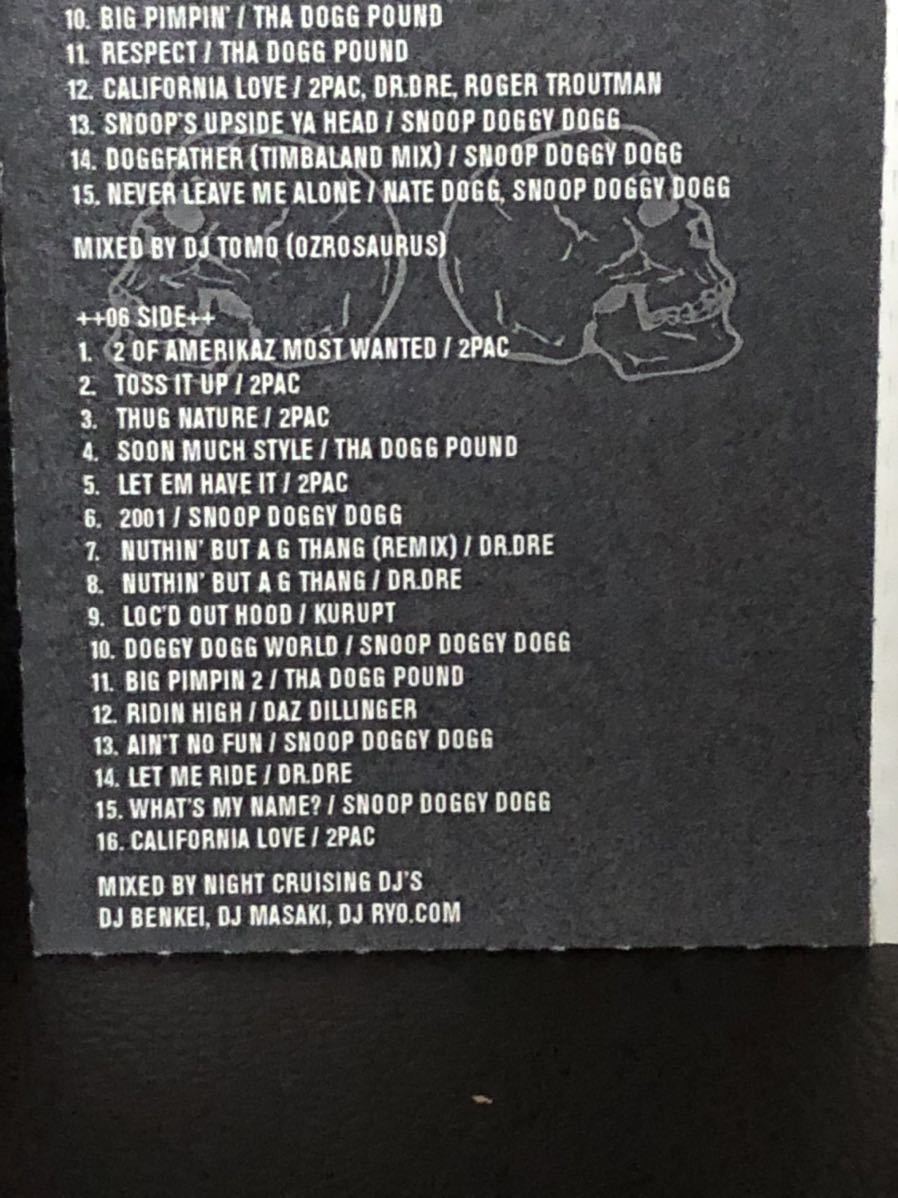 10. BIG PIMPIN' / THA DOGG POUND
11. RESPECT / THA DOGG POUND
12. CALIFORNIA LOVE / 2PAC, DR.DRE, ROGER TROUTMAN
13. SNOOP'S UPSIDE YA HEAD / SNOOP DOGGY DOGG
14. DOGGFATHER (TIMBALAND MIX) / SNOOP DOGGY DOGG
15. NEVER LEAVE ME ALONE / NATE DOGG, SNOOP DOGGY DOGG
MIXED BY DJ TOMO (OZROSAURUS)
++06 SIDE++
1. 2 OF AMERIKAZ MOST WANTED / 2PAC
2. TOSS IT UP / 2PAC
3. THUG NATURE / 2PAC
4. SOON MUCH STYLE / THA DOGG POUND
5. LET EM HAVE IT / 2PAC
6. 2001 / SNOOP DOGGY DOGG
7. NUTHIN' BUT A G THANG (REMIX) / DR.DRE
8. NUTHIN' BUT A G THANG / DR.DRE
9. LOC'D OUT HOOD / KURUPT
10. DOGGY DOGG WORLD / SNOOP DOGGY DOGG
11. BIG PIMPIN 2 / THA DOGG POUND
12. RIDIN HIGH / DAZ DILLINGER
13. AIN'T NO FUN / SNOOP DOGGY DOGG
14. LET ME RIDE / DR.DRE
15. WHAT'S MY NAME? / SNOOP DOGGY DOGG
16. CALIFORNIA LOVE / 2PAC
MIXED BY NIGHT CRUISING DJ'S
DJ BENKEI, DJ MASAKI, DJ RYO.COM